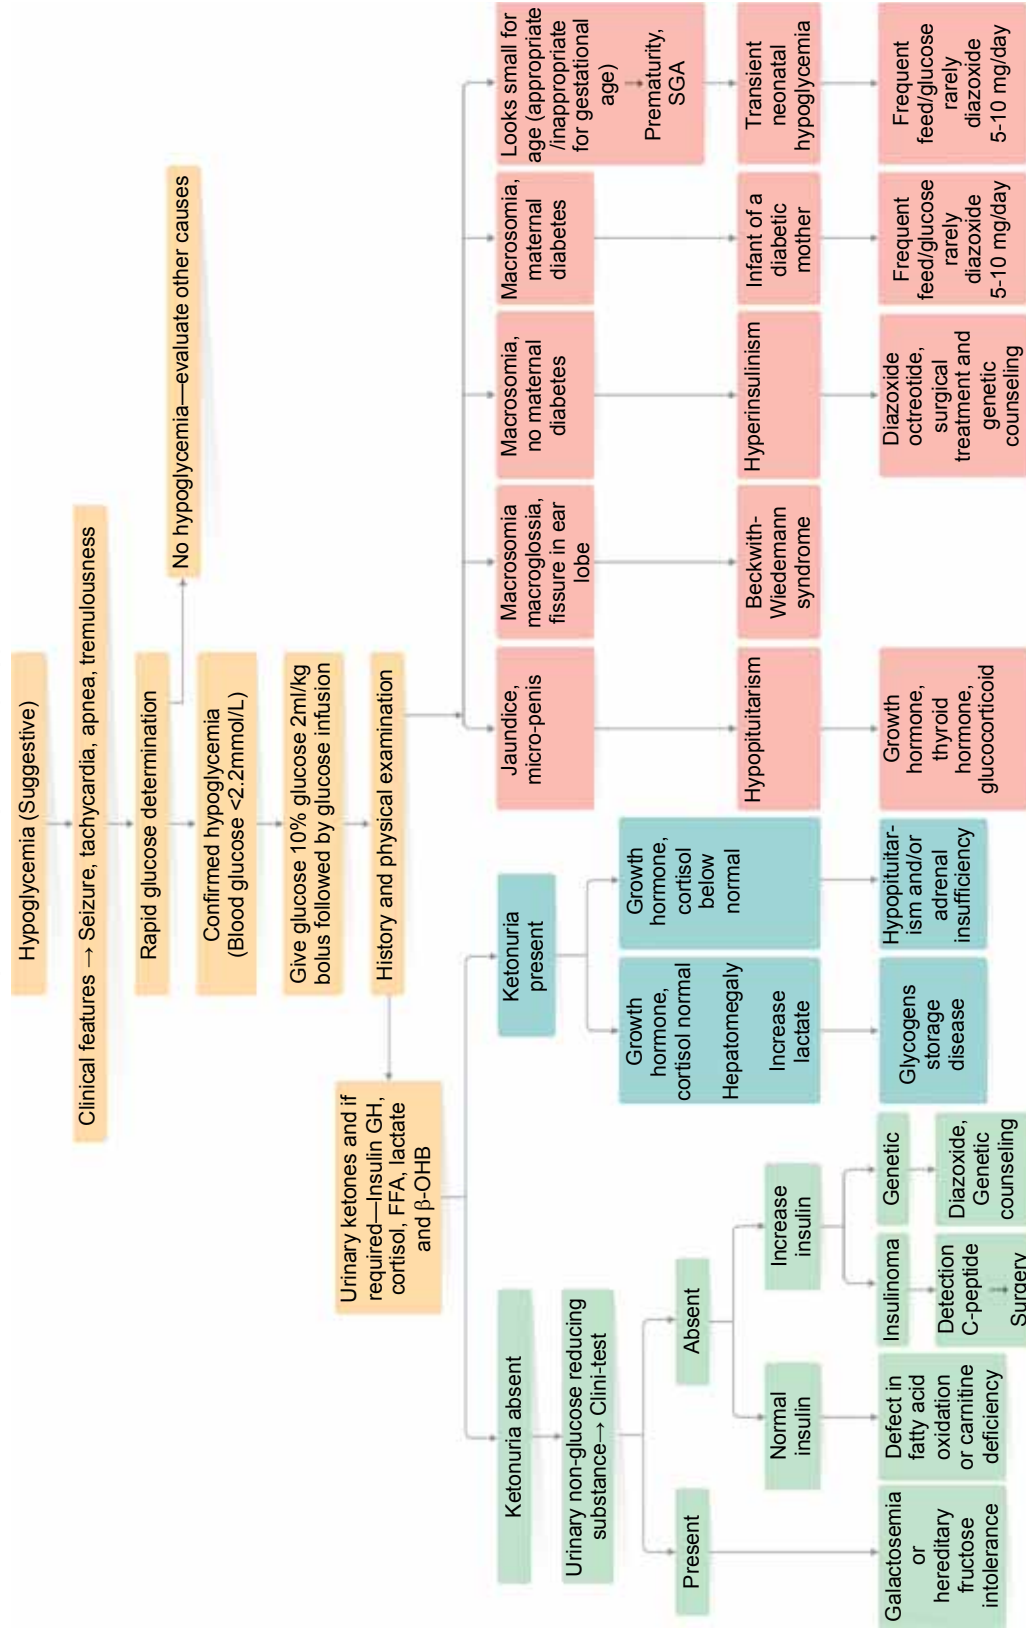 Hypoglycemia (Suggestive)
Clinical features → Seizure, tachycardia, apnea, tremulousness
Rapid glucose determination
No hypoglycemia—evaluate other causes
Confirmed hypoglycemia
(Blood glucose <2.2mmol/L)
Give glucose 10% glucose 2ml/kg
bolus followed by glucose infusion
History and physical examination
Urinary ketones and if
required—Insulin GH,
cortisol, FFA, lactate
and β-OHB
Ketonuria absent
Urinary non-glucose reducing
substance→ Clini-test
Present
Galactosemia
or
hereditary
fructose
intolerance
Absent
Normal
insulin
Defect in
fatty acid
oxidation
or carnitine
deficiency
Increase
insulin
Insulinoma
Detection
C-peptide
Surgery
Genetic
Diazoxide,
Genetic
counseling
Ketonuria
present
Growth
hormone,
cortisol normal
Hepatomegaly
Increase
lactate
Glycogens
storage
disease
Growth
hormone,
cortisol
below
normal
Hypopituitar-
ism and/or
adrenal
insufficiency
Jaundice,
micro-penis
Hypopituitarism
Growth
hormone,
thyroid
hormone,
glucocorticoid
Macrosomia
macroglossia,
fissure in ear
lobe
Beckwith-
Wiedemann
syndrome
Macrosomia,
no maternal
diabetes
Hyperinsulinism
Diazoxide
octreotide,
surgical
treatment and
genetic
counseling
Macrosomia,
maternal
diabetes
Infant of a
diabetic
mother
Frequent
feed/glucose
rarely
diazoxide
5-10 mg/day
Looks small for
age (appropriate
/inappropriate
for gestational
age)
Prematurity,
SGA
Transient
neonatal
hypoglycemia
Frequent
feed/glucose
rarely
diazoxide
5-10 mg/day